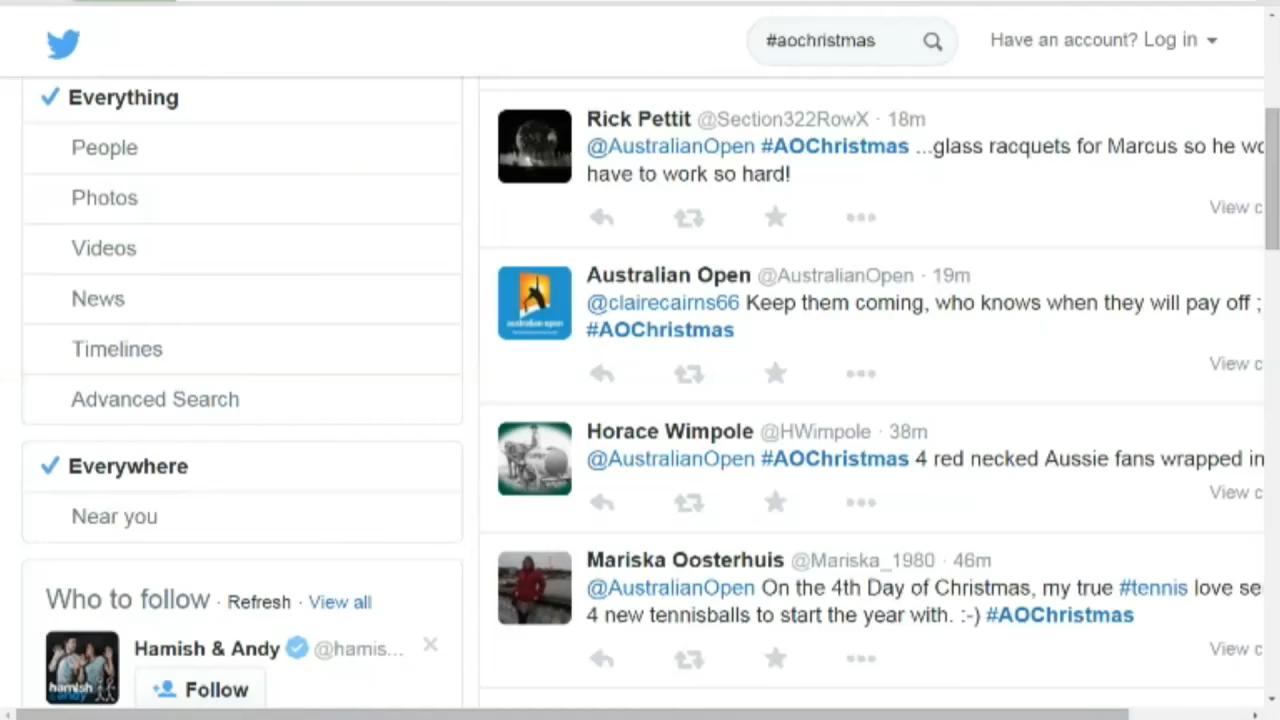 #aochristmas
Have an account? Log in
Everything
People
Photos
Videos
News
Timelines
Advanced Search
Everywhere
Near you
Who to follow · Refresh · View all
Hamish & Andy @hamis...
hamish
andy
Follow
Rick Pettit @Section322RowX · 18m
@AustralianOpen #AOChristmas ...glass racquets for Marcus so he wo
have to work so hard!
View c
Australian Open @AustralianOpen · 19m
australian open
@clairecairns66 Keep them coming, who knows when they will pay off ;
#AOChristmas
View c
Horace Wimpole @HWimpole · 38m
@AustralianOpen #AOChristmas 4 red necked Aussie fans wrapped in
View c
Mariska Oosterhuis @Mariska_1980 · 46m
@AustralianOpen On the 4th Day of Christmas, my true #tennis love se
4 new tennisballs to start the year with. :-) #AOChristmas
View c